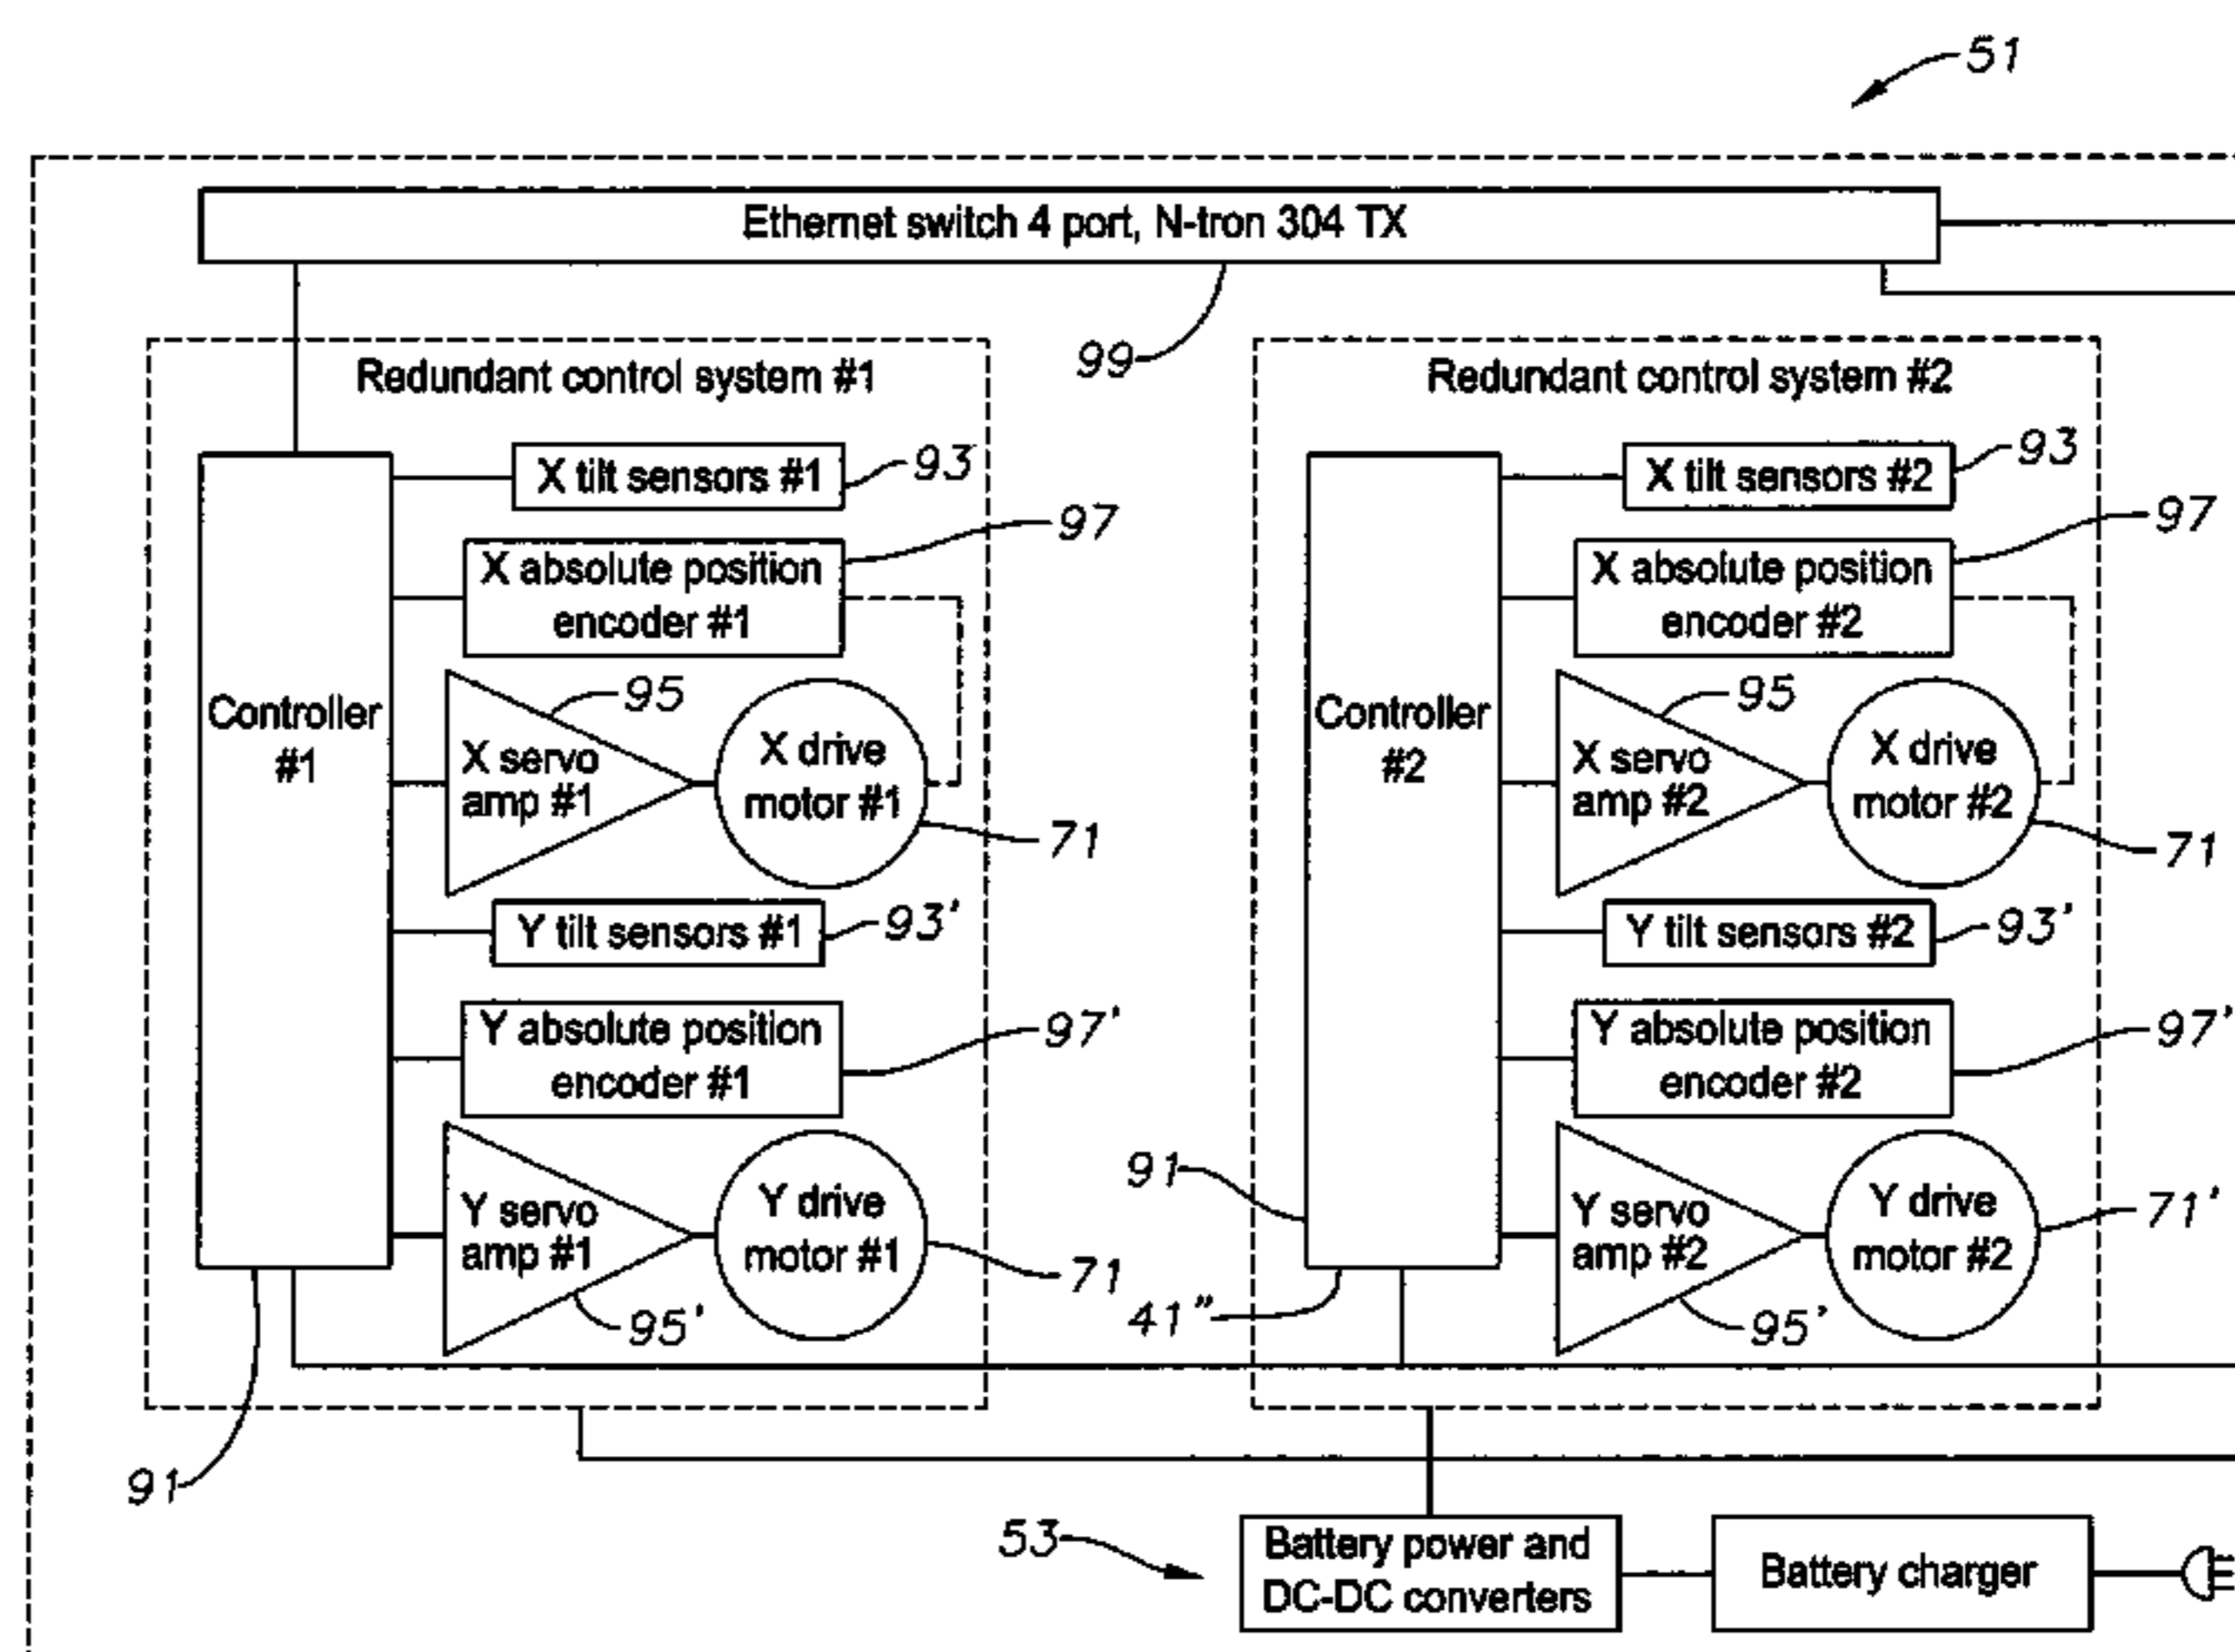 51
Ethernet switch 4 port, N-tron 304 TX
99
Redundant control system #1
X tilt sensors #1
93
X absolute position
encoder #1
97
Controller
#1
95
X servo
amp #1
X drive
motor #1
71
Y tilt sensors #1
93'
Y absolute position
encoder #1
97'
Y servo
amp #1
95'
Y drive
motor #1
71
91
Redundant control system #2
X tilt sensors #2
93
X absolute position
encoder #2
97
Controller
#2
95
X servo
amp #2
X drive
motor #2
71
Y tilt sensors #2
93'
Y absolute position
encoder #2
97'
91
41"
Y servo
amp #2
95'
Y drive
motor #2
71'
53
Battery power and
DC-DC converters
Battery charger